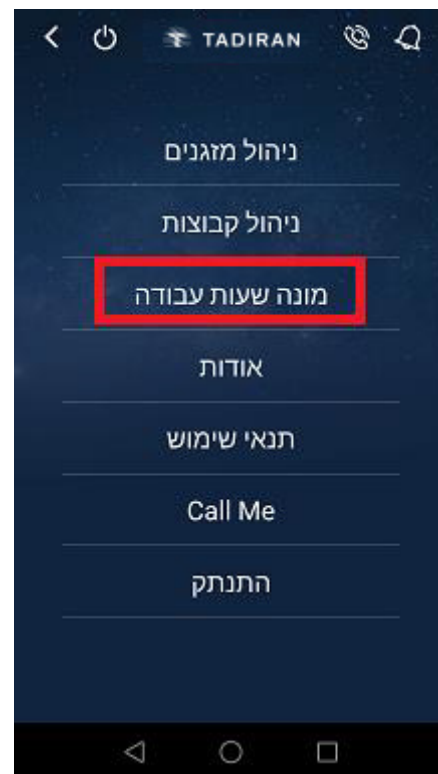 TADIRAN
ניהול מזגנים
ניהול קבוצות
מונה שעות עבודה
אודות
תנאי שימוש
Call Me
התנתק